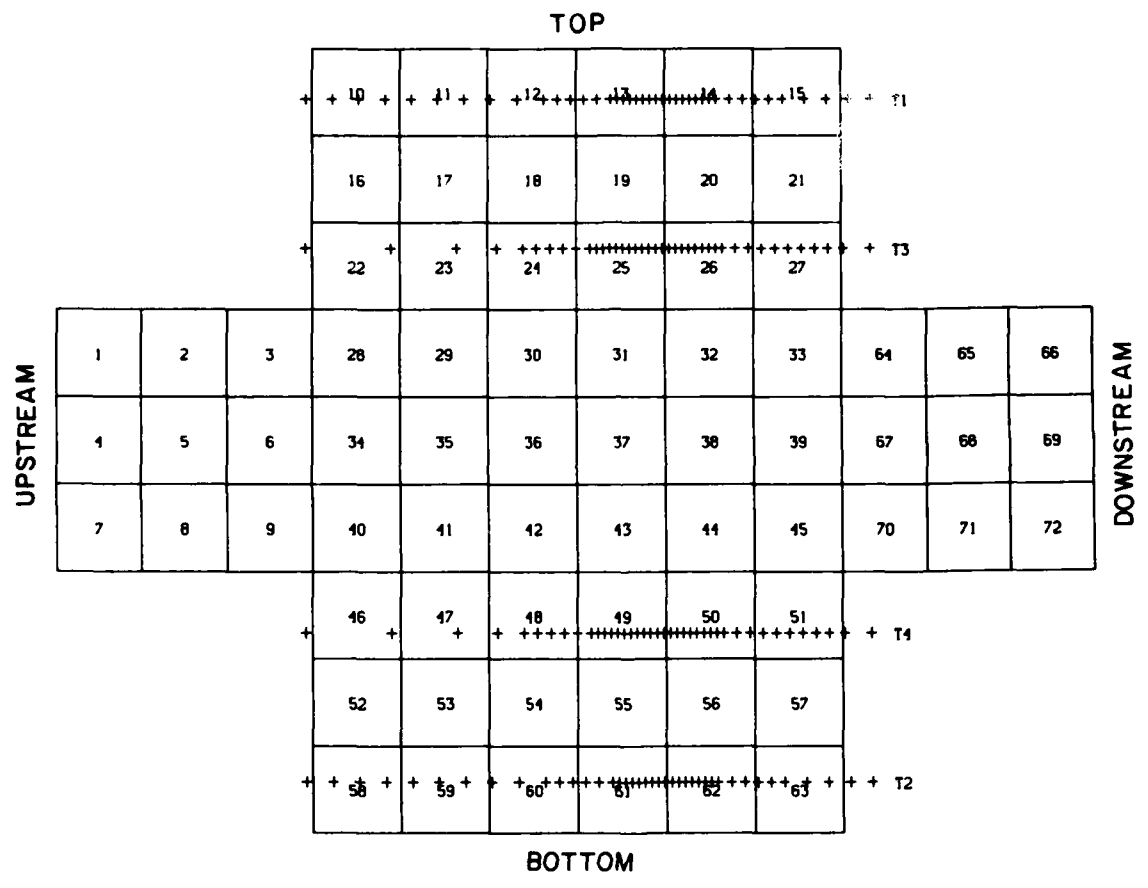 TOP
10 11 12 13 14 15 T1
16 17 18 19 20 21
22 23 24 25 26 27 T3
UPSTREAM
1 2 3 28 29 30 31 32 33 64 65 66
4 5 6 34 35 36 37 38 39 67 68 69
7 8 9 40 41 42 43 44 45 70 71 72
DOWNSTREAM
46 47 48 49 50 51 T4
52 53 54 55 56 57
58 59 60 61 62 63 T2
BOTTOM